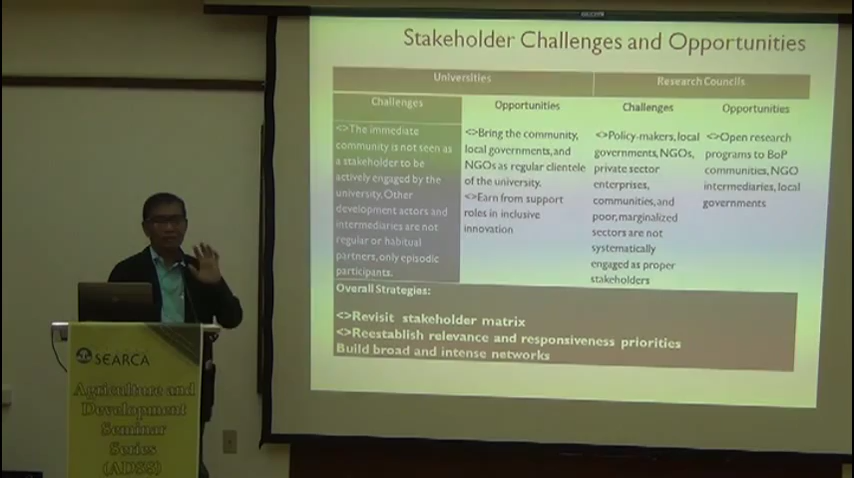 Stakeholder Challenges and Opportunities
Universities
Research Councils
Challenges
Opportunities
Challenges
Opportunities
<>The immediate
community is not seen as
a stakeholder to be
actively engaged by the
university. Other
development actors and
intermediaries are not
regular or habitual
partners, only episodic
participants.
<>Bring the community,
local governments, and
NGOs as regular clientele
of the university.
<>Earn from support
roles in inclusive
innovation
<>Policy-makers, local
governments, NGOs,
private sector
enterprises,
communities, and
poor, marginalized
sectors are not
systematically
engaged as proper
stakeholders
<>Open research
programs to BoP
communities, NGO
intermediaries, local
governments
Overall Strategies:
<>Revisit stakeholder matrix
<>Reestablish relevance and responsiveness priorities
Build broad and intense networks
SEARCA
Agriculture and
Development
Seminar
Series
(ADSS)